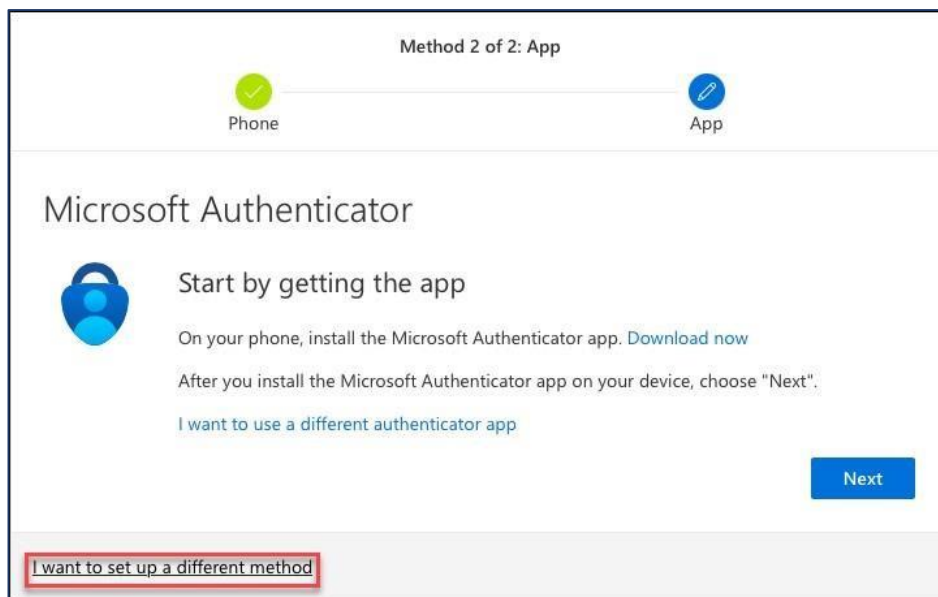 Method 2 of 2: App
Phone
App
Microsoft Authenticator
Start by getting the app
On your phone, install the Microsoft Authenticator app. Download now
After you install the Microsoft Authenticator app on your device, choose "Next".
I want to use a different authenticator app
Next
I want to set up a different method